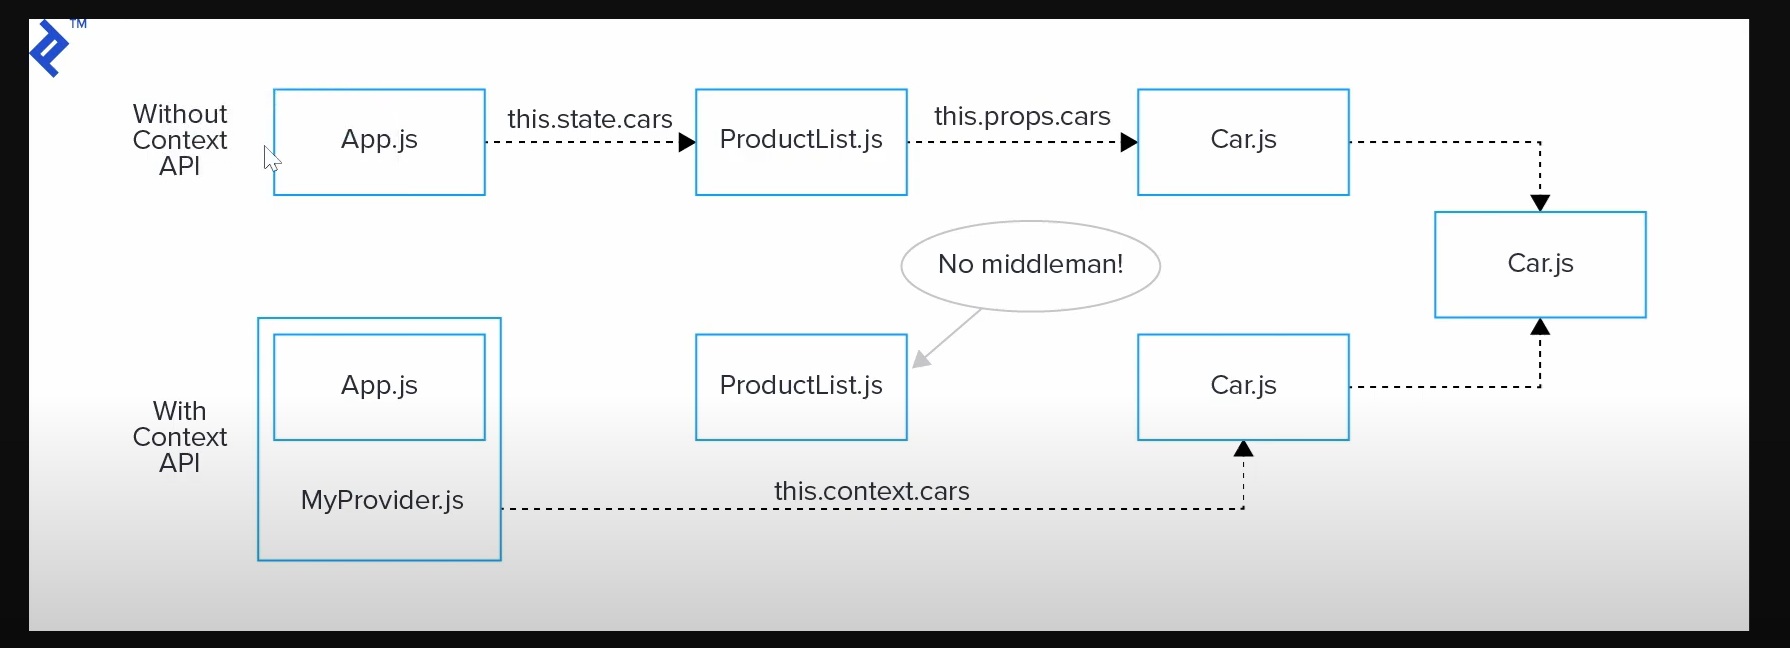 TM
Without
Context
API
App.js
this.state.cars
ProductList.js
this.props.cars
Car.js
Car.js
No middleman!
With
Context
API
App.js
MyProvider.js
ProductList.js
Car.js
this.context.cars